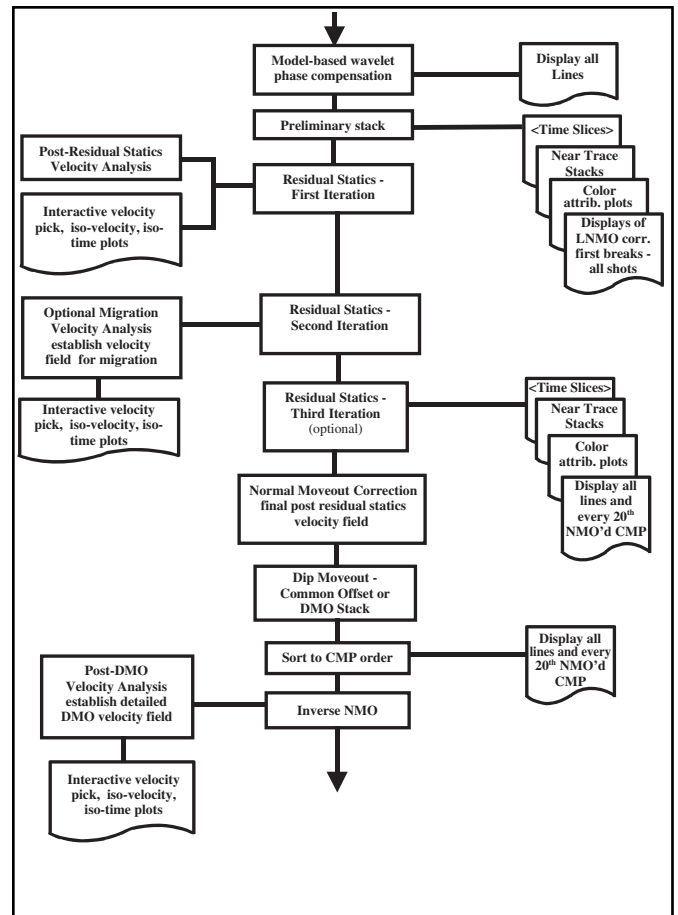 Model-based wavelet
phase compensation
Display all
Lines
Preliminary stack
<Time Slices>
Near Trace
Stacks
Color
attrib. plots
Displays of
LNMO corr.
first breaks -
all shots
Post-Residual Statics
Velocity Analysis
Residual Statics -
First Iteration
Interactive velocity
pick, iso-velocity, iso-
time plots
Optional Migration
Velocity Analysis
establish velocity
field for migration
Residual Statics -
Second Iteration
Interactive velocity
pick, iso-velocity, iso-
time plots
Residual Statics -
Third Iteration
(optional)
<Time Slices>
Near Trace
Stacks
Color
attrib. plots
Display all
lines and
every 20th
NMO'd CMP
Normal Moveout Correction
final post residual statics
velocity field
Dip Moveout -
Common Offset or
DMO Stack
Sort to CMP order
Display all
lines and every
20th NMO'd
CMP
Post-DMO
Velocity Analysis
establish detailed
DMO velocity field
Inverse NMO
Interactive velocity
pick, iso-velocity,
iso-time plots